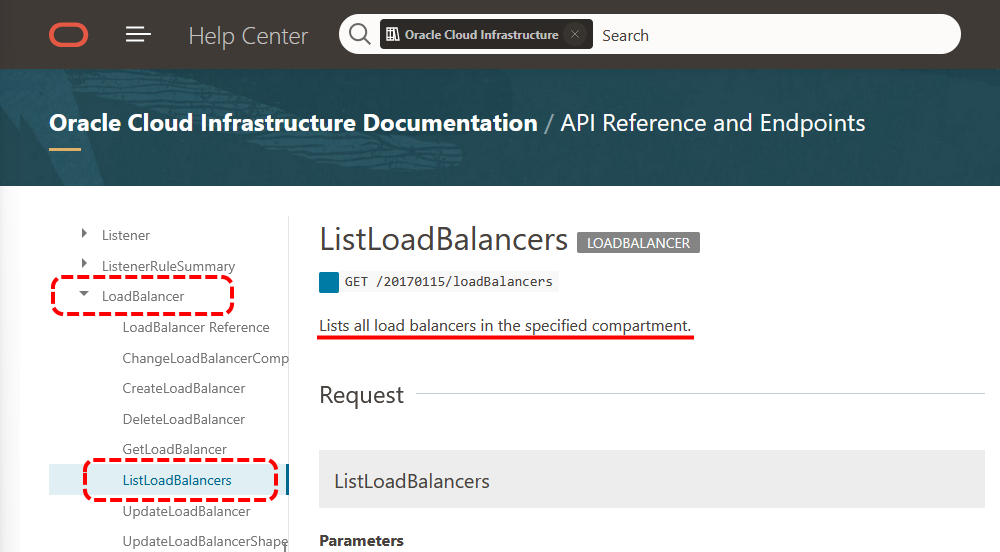 Help Center
Oracle Cloud Infrastructure
Search
Oracle Cloud Infrastructure Documentation / API Reference and Endpoints
Listener
ListenerRuleSummary
LoadBalancer
LoadBalancer Reference
ChangeLoadBalancerComp
CreateLoadBalancer
DeleteLoadBalancer
GetLoadBalancer
ListLoadBalancers
UpdateLoadBalancer
UpdateLoadBalancerShape
ListLoadBalancers LOADBALANCER
GET /20170115/loadBalancers
Lists all load balancers in the specified compartment.
Request
ListLoadBalancers
Parameters